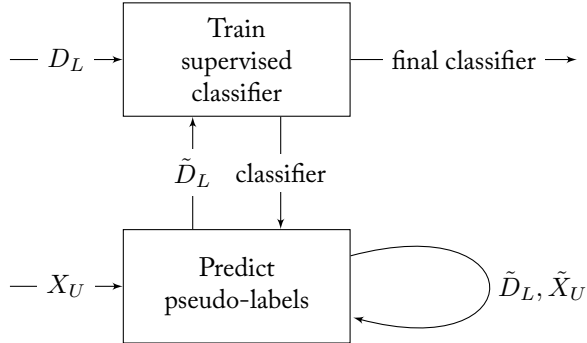 D_L
Train
supervised
classifier
final classifier
D̃_L
classifier
X_U
Predict
pseudo-labels
D̃_L, X̃_U